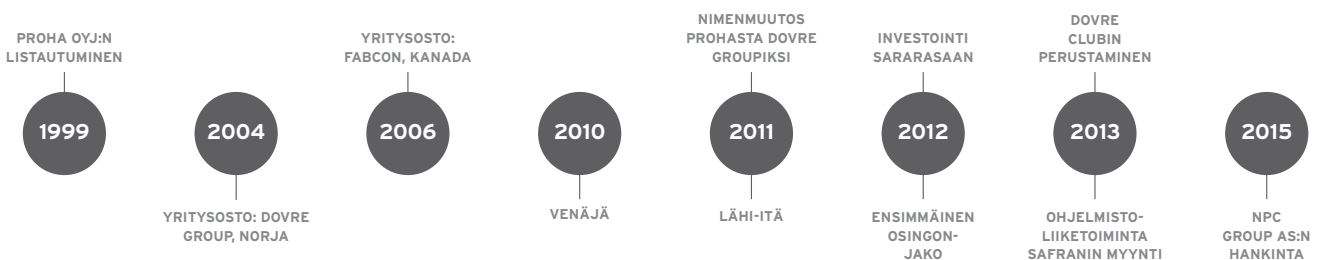 PROHA OYJ:N
LISTAUTUMINEN
1999
2004
YRITYSOSTO: DOVRE
GROUP, NORJA
YRITYSOSTO:
FABCON, KANADA
2006
2010
VENÄJÄ
NIMENMUUTOS
PROHASTA DOVRE
GROUPIKSI
2011
LÄHI-ITÄ
INVESTOINTI
SARARASAAN
2012
ENSIMMÄINEN
OSINGON-
JAKO
DOVRE
CLUBIN
PERUSTAMINEN
2013
OHJELMISTO-
LIIKETOIMINTA
SAFRANIN MYYNTI
2015
NPC
GROUP AS:N
HANKINTA